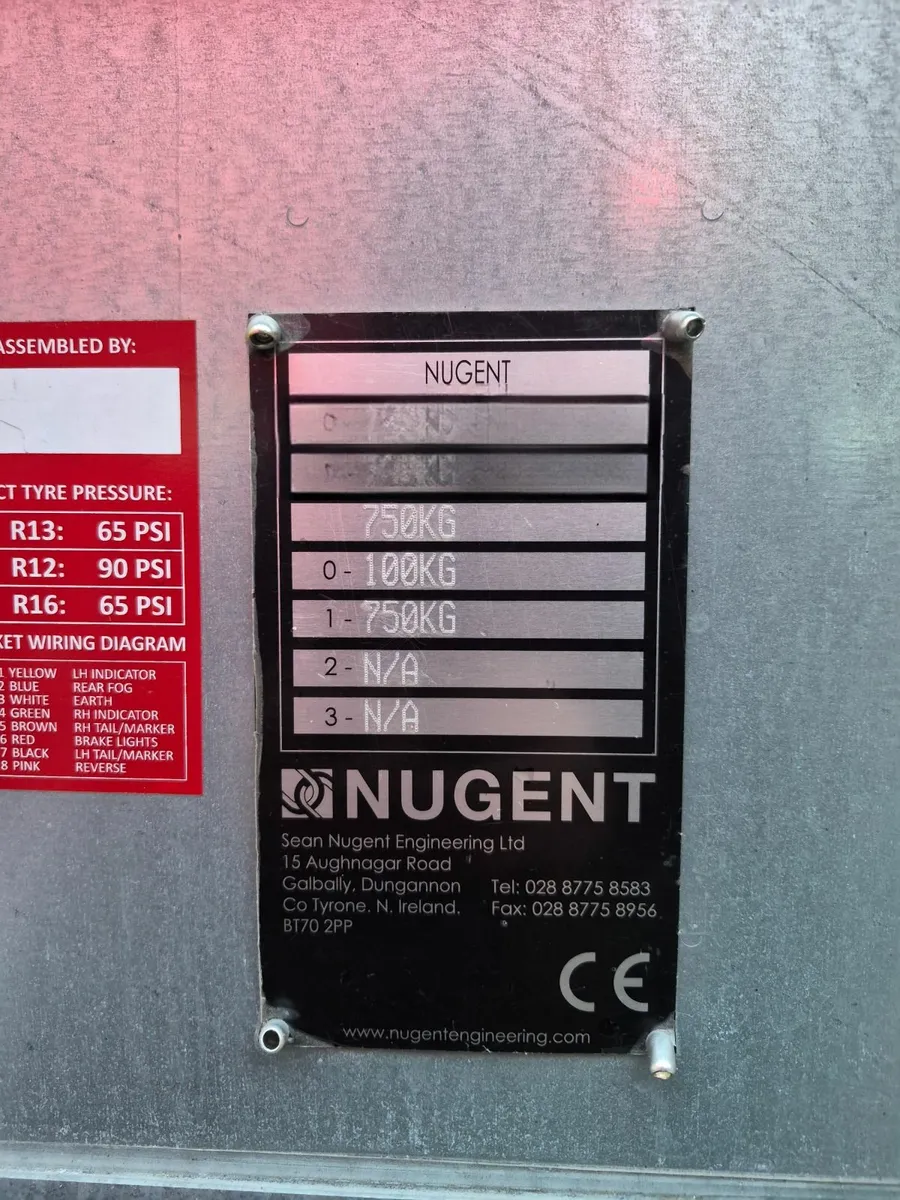 ASSEMBLED BY:
CT TYRE PRESSURE:
R13: 65 PSI
R12: 90 PSI
R16: 65 PSI
KET WIRING DIAGRAM
1 YELLOW LH INDICATOR
2 BLUE REAR FOG
3 WHITE EARTH
4 GREEN RH INDICATOR
5 BROWN RH TAIL/MARKER
6 RED BRAKE LIGHTS
7 BLACK LH TAIL/MARKER
8 PINK REVERSE
NUGENT
750KG
0 - 100KG
1 - 750KG
2 - N/A
3 - N/A
NUGENT
Sean Nugent Engineering Ltd
15 Aughnagar Road
Galbally, Dungannon Tel: 028 8775 8583
Co Tyrone. N. Ireland. Fax: 028 8775 8956
BT70 2PP
CE
www.nugentengineering.com